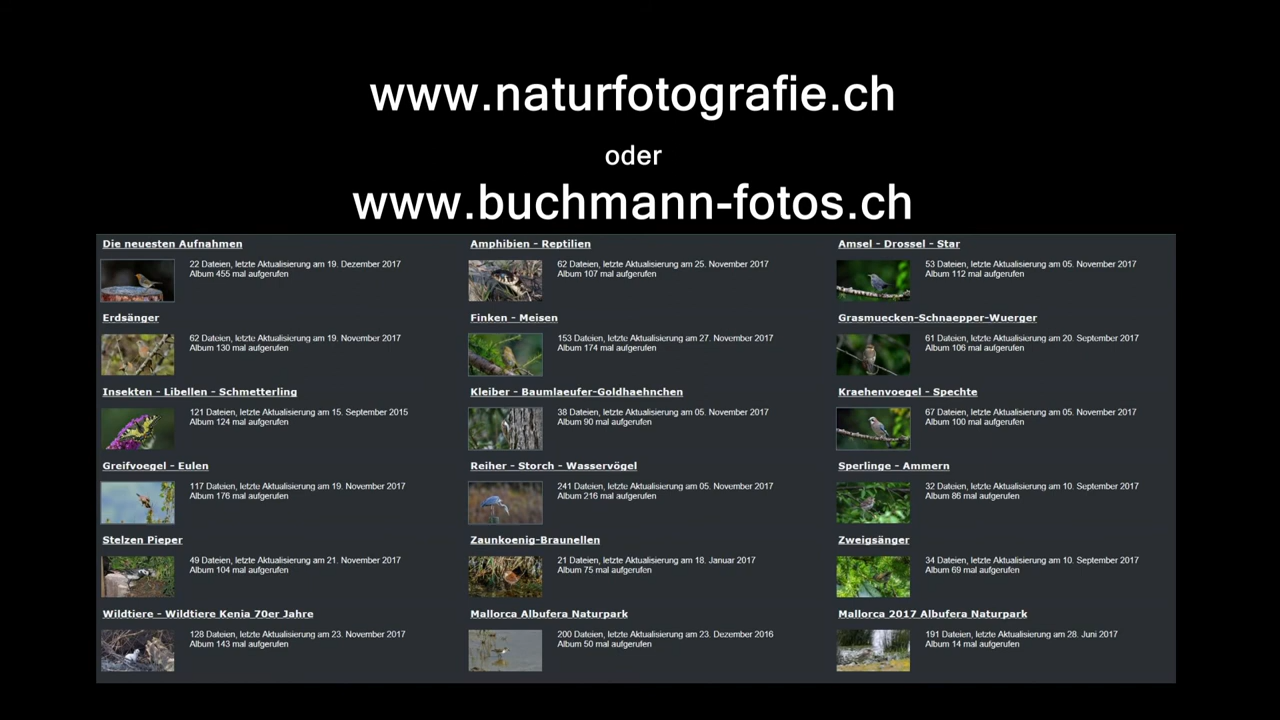 www.naturfotografie.ch
oder
www.buchmann-fotos.ch
Die neuesten Aufnahmen
22 Dateien, letzte Aktualisierung am 19. Dezember 2017
Album 455 mal aufgerufen
Amphibien - Reptilien
62 Dateien, letzte Aktualisierung am 25. November 2017
Album 107 mal aufgerufen
Amsel - Drossel - Star
53 Dateien, letzte Aktualisierung am 05. November 2017
Album 112 mal aufgerufen
Erdsänger
62 Dateien, letzte Aktualisierung am 19. November 2017
Album 130 mal aufgerufen
Finken - Meisen
153 Dateien, letzte Aktualisierung am 27. November 2017
Album 174 mal aufgerufen
Grasmuecken-Schnaepper-Wuerger
61 Dateien, letzte Aktualisierung am 20. September 2017
Album 106 mal aufgerufen
Insekten - Libellen - Schmetterling
121 Dateien, letzte Aktualisierung am 15. September 2015
Album 124 mal aufgerufen
Kleiber - Baumlaeufer-Goldhaehnchen
38 Dateien, letzte Aktualisierung am 05. November 2017
Album 90 mal aufgerufen
Kraehenvoegel - Spechte
67 Dateien, letzte Aktualisierung am 05. November 2017
Album 100 mal aufgerufen
Greifvoegel - Eulen
117 Dateien, letzte Aktualisierung am 19. November 2017
Album 176 mal aufgerufen
Reiher - Storch - Wasservögel
241 Dateien, letzte Aktualisierung am 05. November 2017
Album 216 mal aufgerufen
Sperlinge - Ammern
32 Dateien, letzte Aktualisierung am 10. September 2017
Album 86 mal aufgerufen
Stelzen Pieper
49 Dateien, letzte Aktualisierung am 21. November 2017
Album 104 mal aufgerufen
Zaunkoenig-Braunellen
21 Dateien, letzte Aktualisierung am 18. Januar 2017
Album 75 mal aufgerufen
Zweigsänger
34 Dateien, letzte Aktualisierung am 10. September 2017
Album 69 mal aufgerufen
Wildtiere - Wildtiere Kenia 70er Jahre
128 Dateien, letzte Aktualisierung am 23. November 2017
Album 143 mal aufgerufen
Mallorca Albufera Naturpark
200 Dateien, letzte Aktualisierung am 23. Dezember 2016
Album 50 mal aufgerufen
Mallorca 2017 Albufera Naturpark
191 Dateien, letzte Aktualisierung am 28. Juni 2017
Album 14 mal aufgerufen